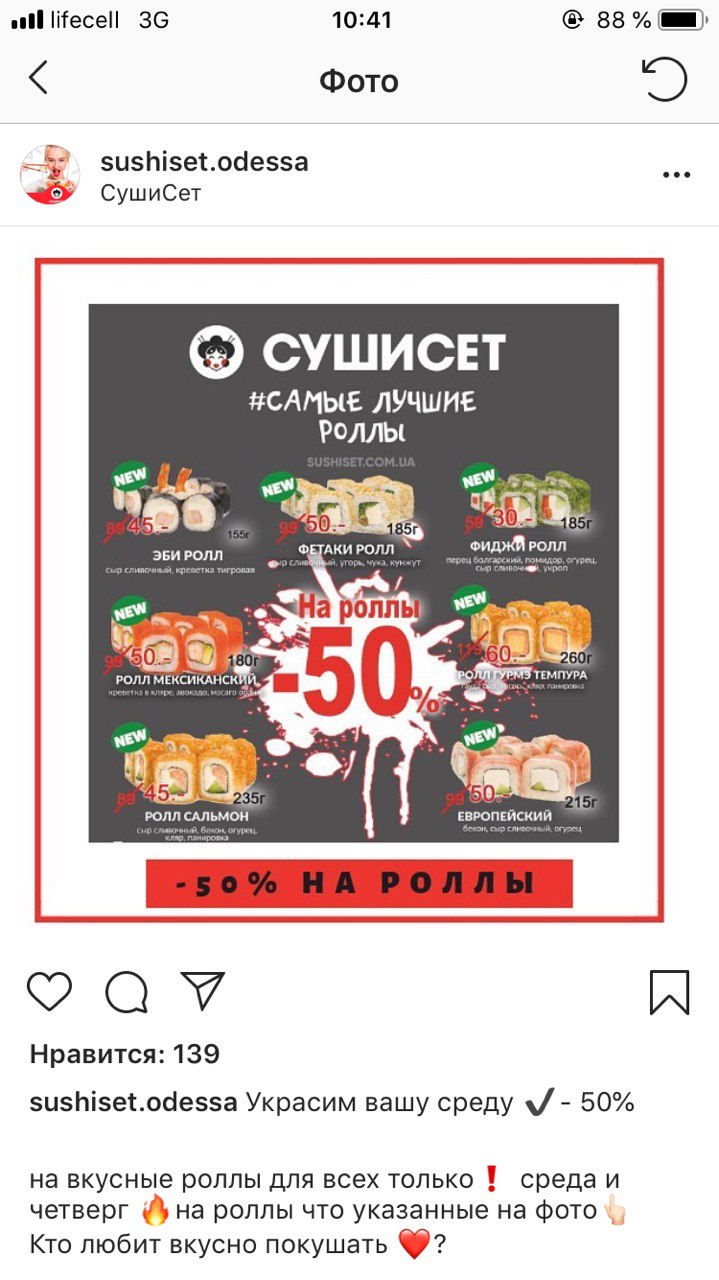 lifecell 3G 10:41 88 %
Фото
sushiset.odessa
СушиСет
СУШИСЕТ
#САМЫЕ ЛУЧШИЕ
РОЛЛЫ
SUSHISET.COM.UA
NEW
89 45.-
155г
ЭБИ РОЛЛ
сыр сливочный, креветка тигровая
NEW
99 50.-
185г
ФЕТАКИ РОЛЛ
сыр сливочный, угорь, чука, кунжут
NEW
59 30.-
185г
ФИДЖИ РОЛЛ
перец болгарский, помидор, огурец,
сыр сливочный, укроп
NEW
99 50.-
180г
РОЛЛ МЕКСИКАНСКИЙ
креветка в кляре, авокадо, масаго
На роллы
-50%
NEW
119 60.-
260г
РОЛЛ ГУРМЭ ТЕМПУРА
кляр, панировка
NEW
89 45.-
235г
РОЛЛ САЛЬМОН
сыр сливочный, бекон, огурец,
кляр, панировка
NEW
99 50.-
215г
ЕВРОПЕЙСКИЙ
бекон, сыр сливочный, огурец
-50% НА РОЛЛЫ
Нравится: 139
sushiset.odessa Украсим вашу среду ✔️- 50%
на вкусные роллы для всех только❗ среда и
четверг 🔥на роллы что указанные на фото👆🏻
Кто любит вкусно покушать ❤️?